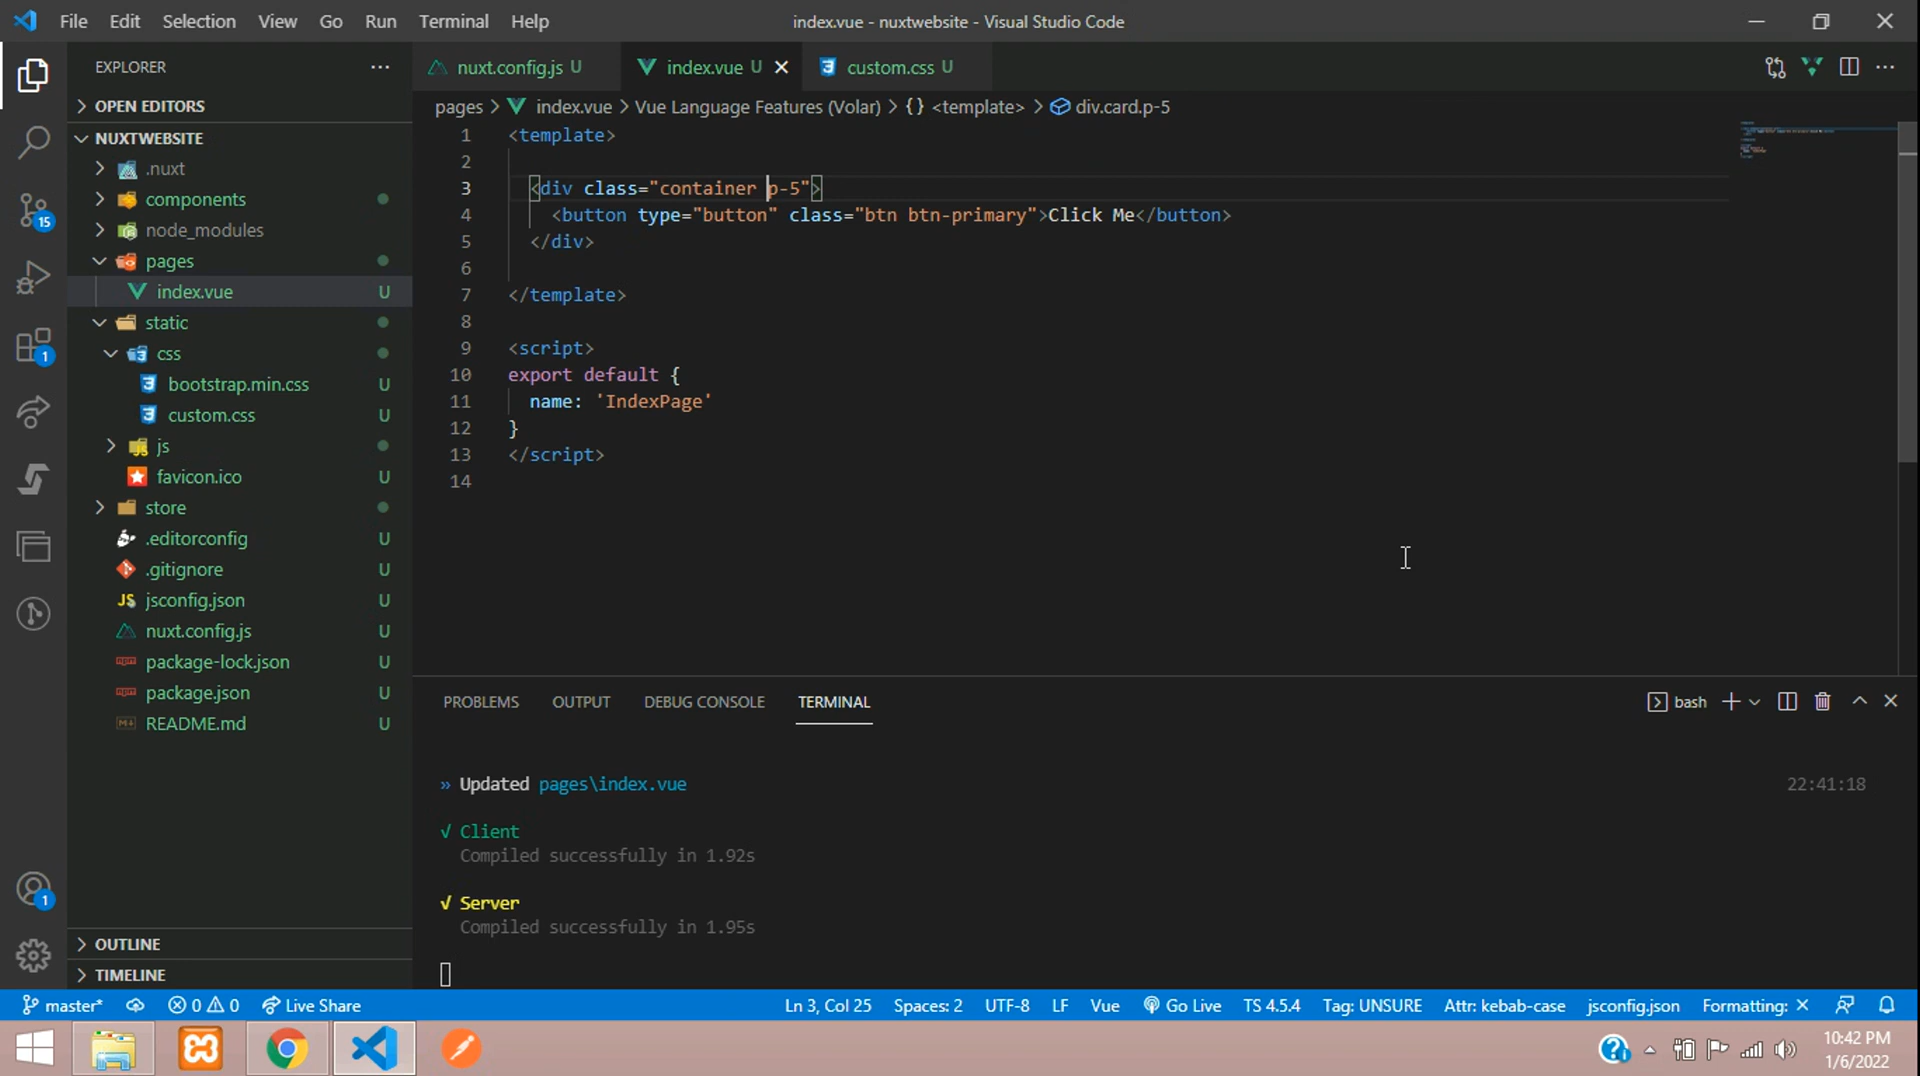 File Edit Selection View Go Run Terminal Help
index.vue - nuxtwebsite - Visual Studio Code
EXPLORER
OPEN EDITORS
NUXTWEBSITE
.nuxt
components
node_modules
pages
index.vue U
static
css
bootstrap.min.css U
custom.css U
js
favicon.ico U
store
.editorconfig U
.gitignore U
JS jsconfig.json U
nuxt.config.js U
package-lock.json U
package.json U
README.md U
OUTLINE
TIMELINE
15
1
1
nuxt.config.js U
index.vue U
custom.css U
pages > index.vue > Vue Language Features (Volar) > {} <template> > div.card.p-5
1 <template>
2
3 <div class="container p-5">
4 <button type="button" class="btn btn-primary">Click Me</button>
5 </div>
6
7 </template>
8
9 <script>
10 export default {
11 name: 'IndexPage'
12 }
13 </script>
14
PROBLEMS OUTPUT DEBUG CONSOLE TERMINAL
bash
» Updated pages\index.vue 22:41:18
√ Client
Compiled successfully in 1.92s
√ Server
Compiled successfully in 1.95s
master* 0 0 Live Share
Ln 3, Col 25 Spaces: 2 UTF-8 LF Vue Go Live TS 4.5.4 Tag: UNSURE Attr: kebab-case jsconfig.json Formatting: ×
10:42 PM
1/6/2022